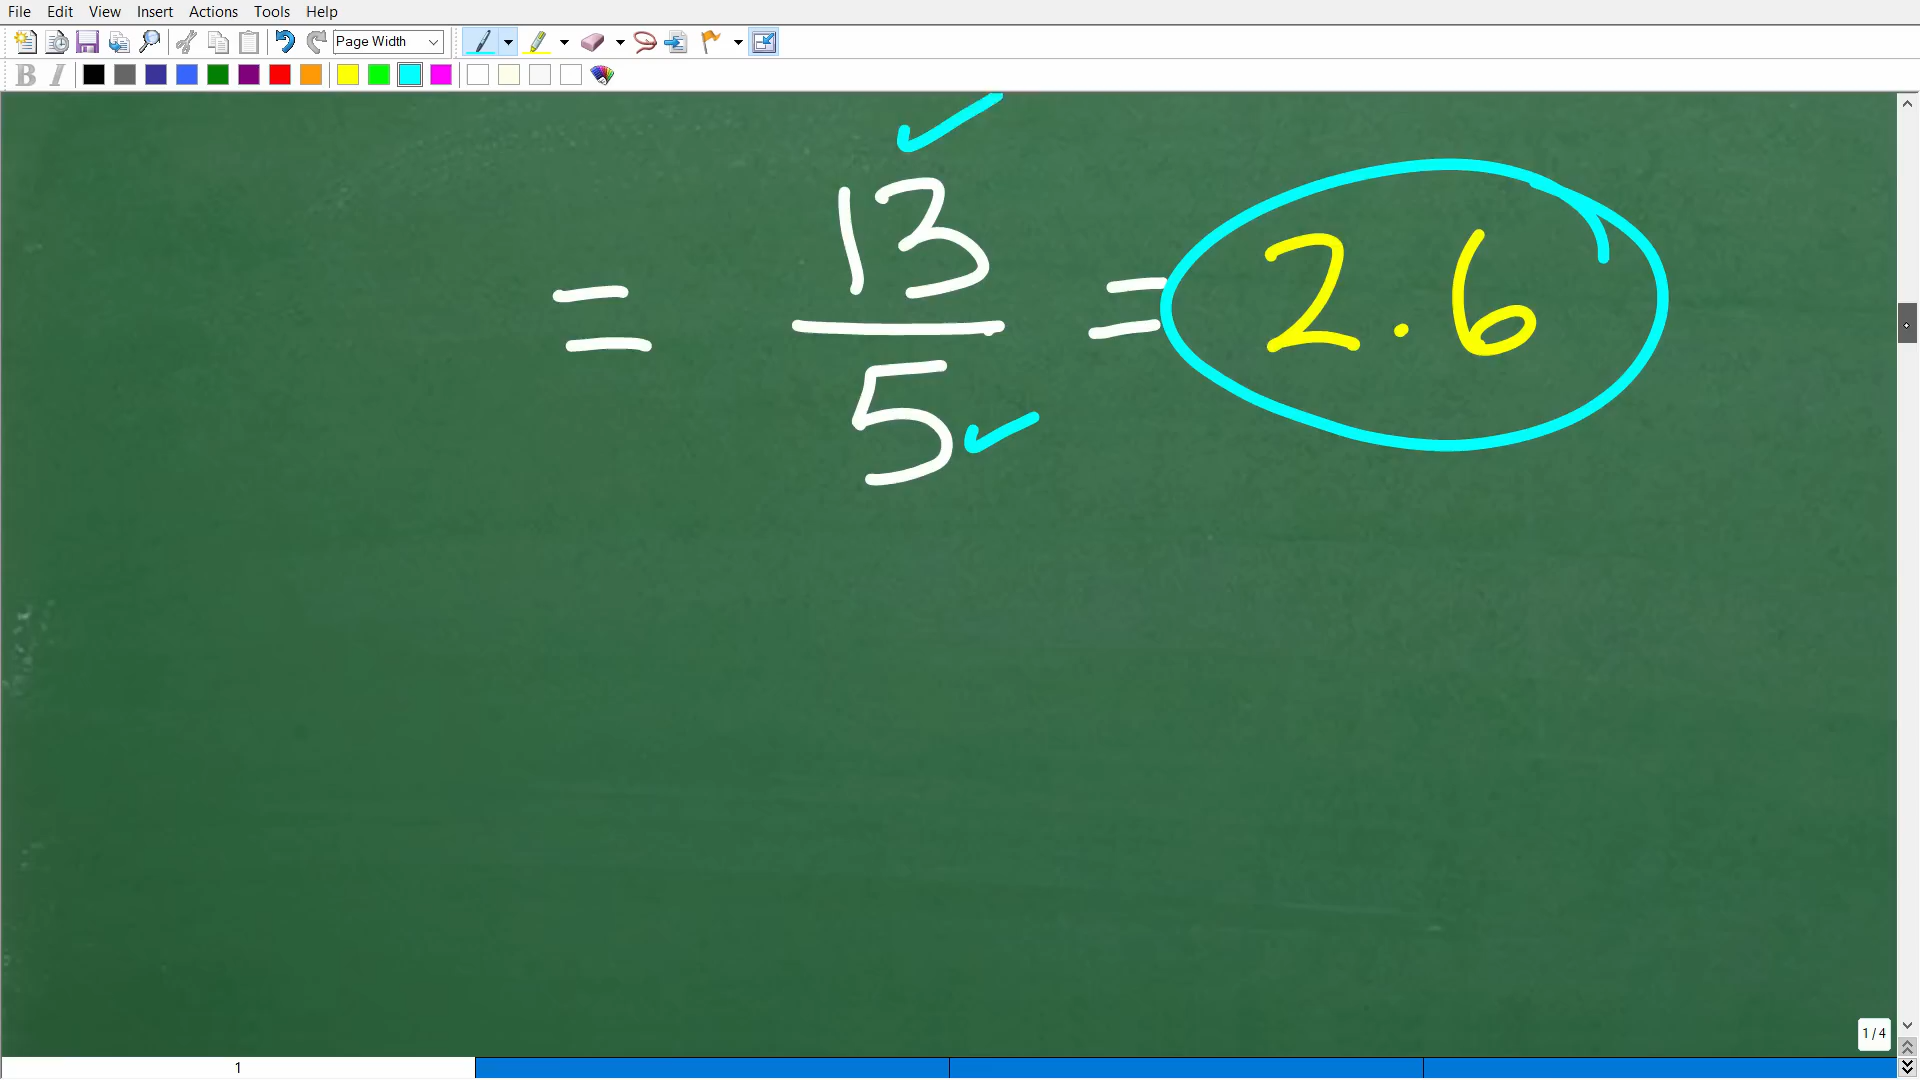 File Edit View Insert Actions Tools Help
Page Width
B I
= 13/5 = 2.6
1 / 4
1